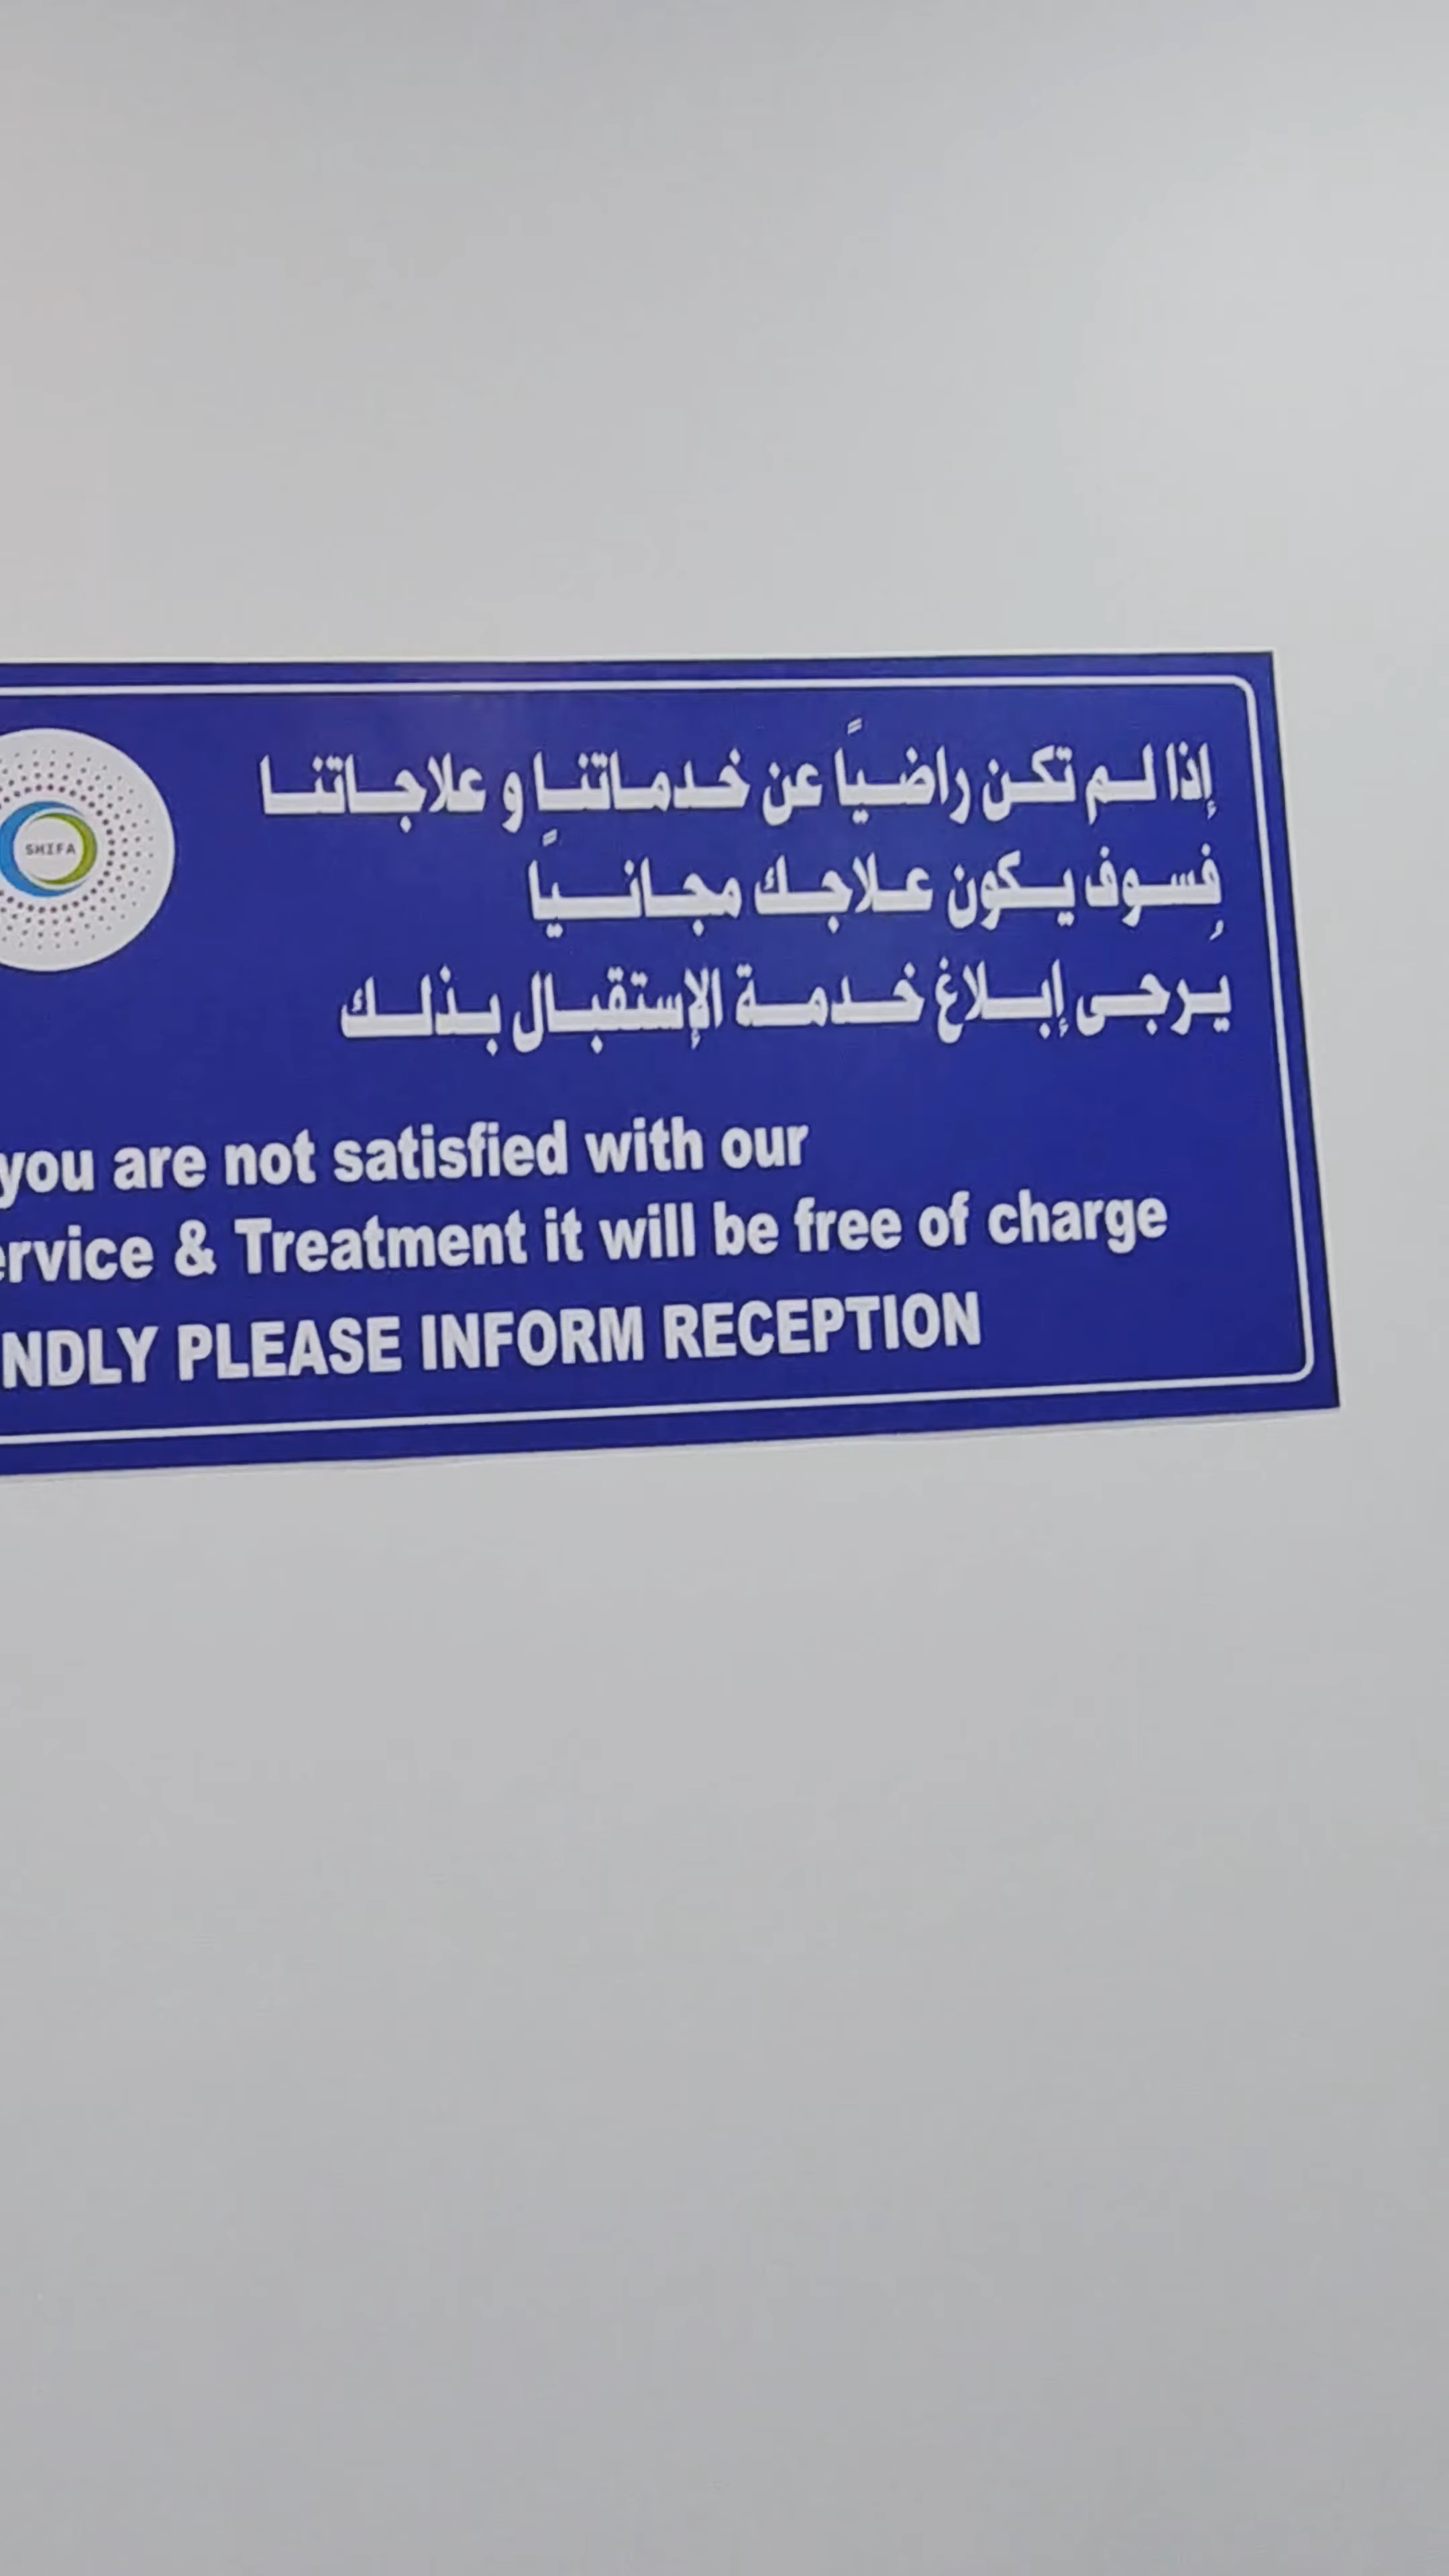 إذا لم تكن راضياً عن خدماتنا و علاجاتنا
فسوف يكون علاجك مجانياً
يرجى إبلاغ خدمة الإستقبال بذلك
SHIFA
you are not satisfied with our
ervice & Treatment it will be free of charge
NDLY PLEASE INFORM RECEPTION